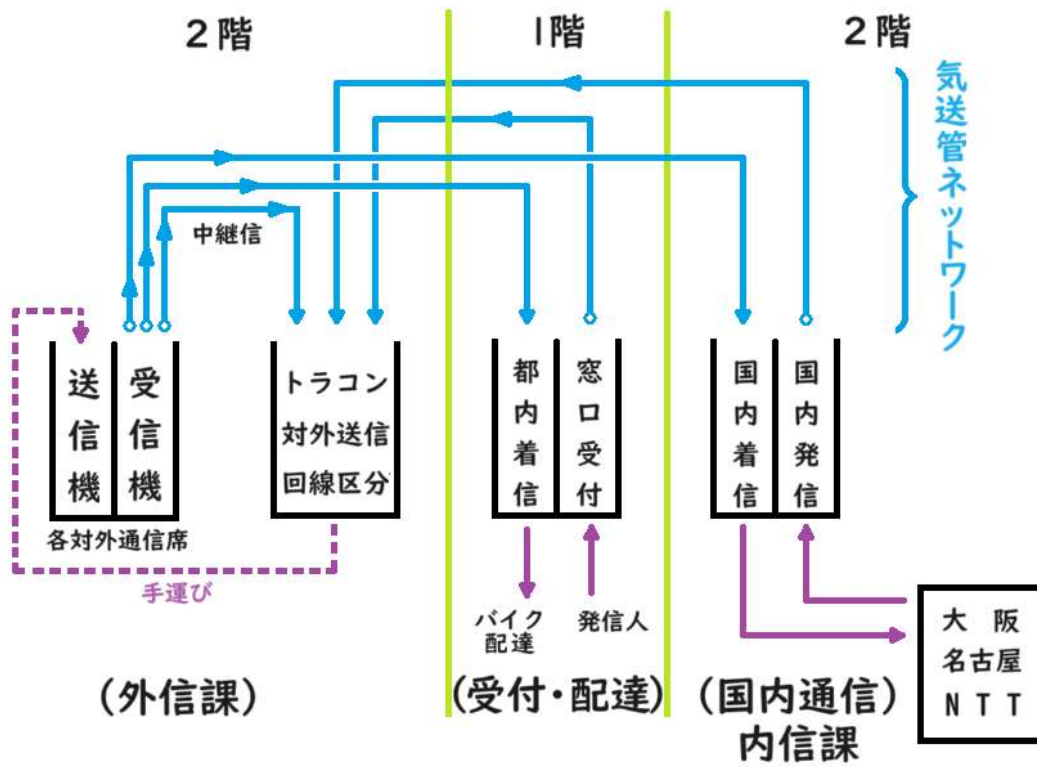 2階
1階
2階
気送管ネットワーク
中継信
送信機
受信機
トラコン
対外送信
回線区分
都内着信
窓口受付
国内着信
国内発信
各対外通信席
手運び
バイク
配達
発信人
大阪
名古屋
NTT
(外信課)
(受付・配達)
(国内通信)
内信課